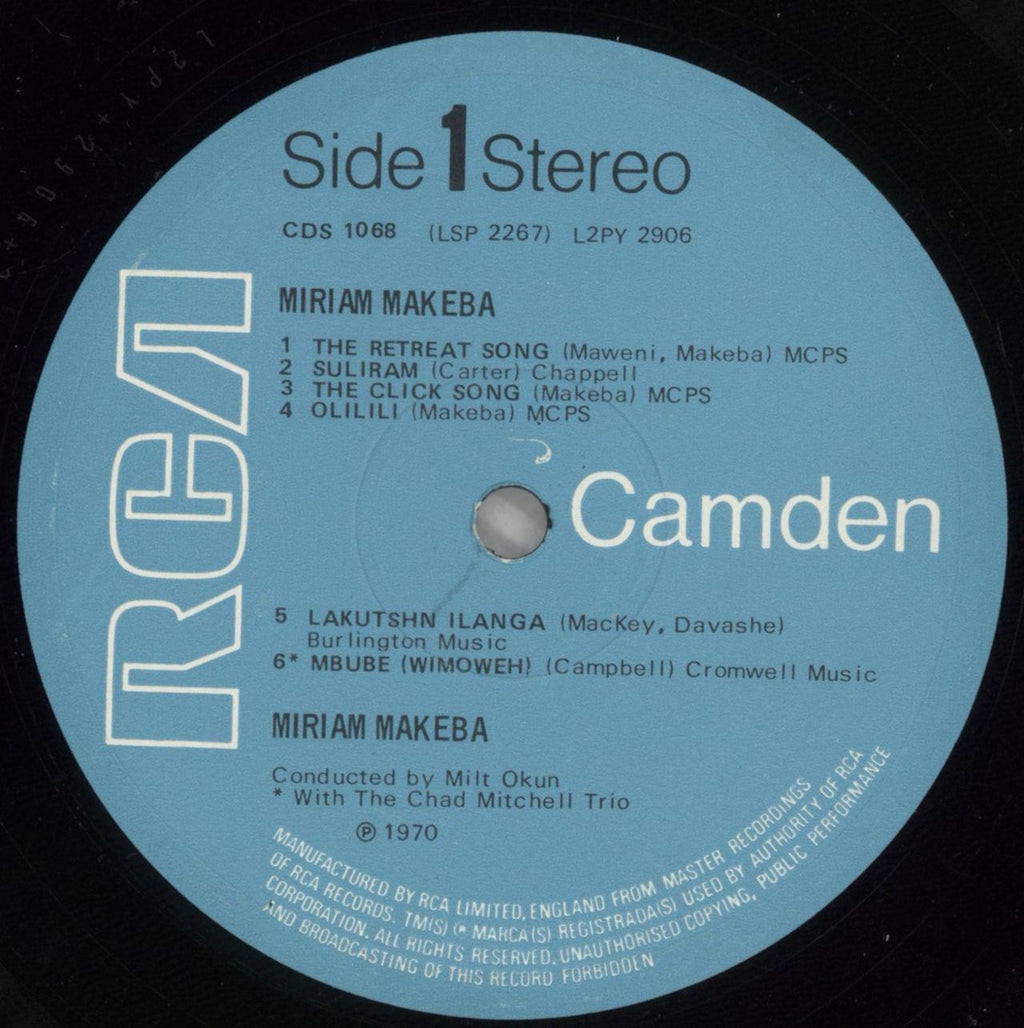 Side 1 Stereo
CDS 1068 (LSP 2267) L2PY 2906
MIRIAM MAKEBA
1 THE RETREAT SONG (Maweni, Makeba) MCPS
2 SULIRAM (Carter) Chappell
3 THE CLICK SONG (Makeba) MCPS
4 OLILILI (Makeba) MCPS
RCA
Camden
5 LAKUTSHN ILANGA (MacKey, Davashe)
Burlington Music
6* MBUBE (WIMOWEH) (Campbell) Cromwell Music
MIRIAM MAKEBA
Conducted by Milt Okun
* With The Chad Mitchell Trio
℗ 1970
MANUFACTURED BY RCA LIMITED, ENGLAND FROM MASTER RECORDINGS
OF RCA RECORDS. TM(S) ® MARCA(S) REGISTRADA(S) USED BY AUTHORITY OF RCA
CORPORATION. ALL RIGHTS RESERVED. UNAUTHORISED COPYING, PUBLIC PERFORMANCE
AND BROADCASTING OF THIS RECORD FORBIDDEN